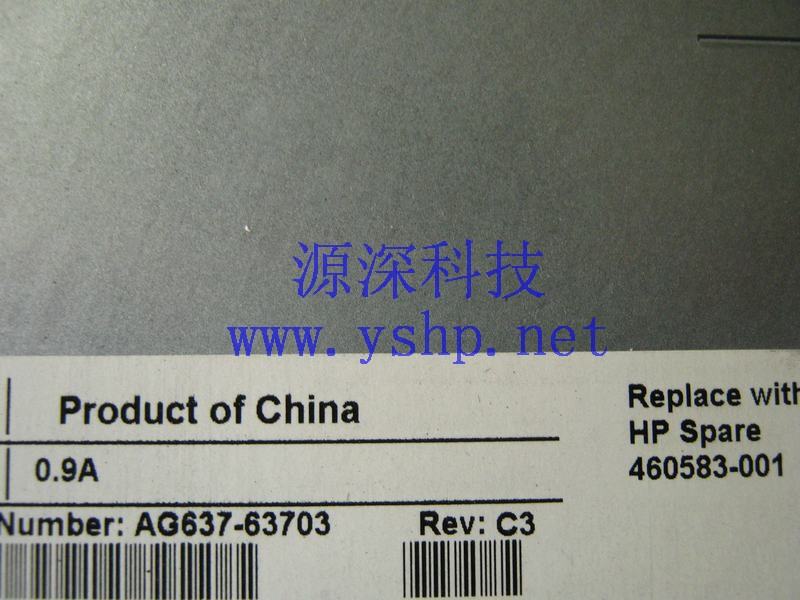 源深科技
www.yshp.net
Product of China
0.9A
Number: AG637-63703 Rev: C3
Replace with
HP Spare
460583-001